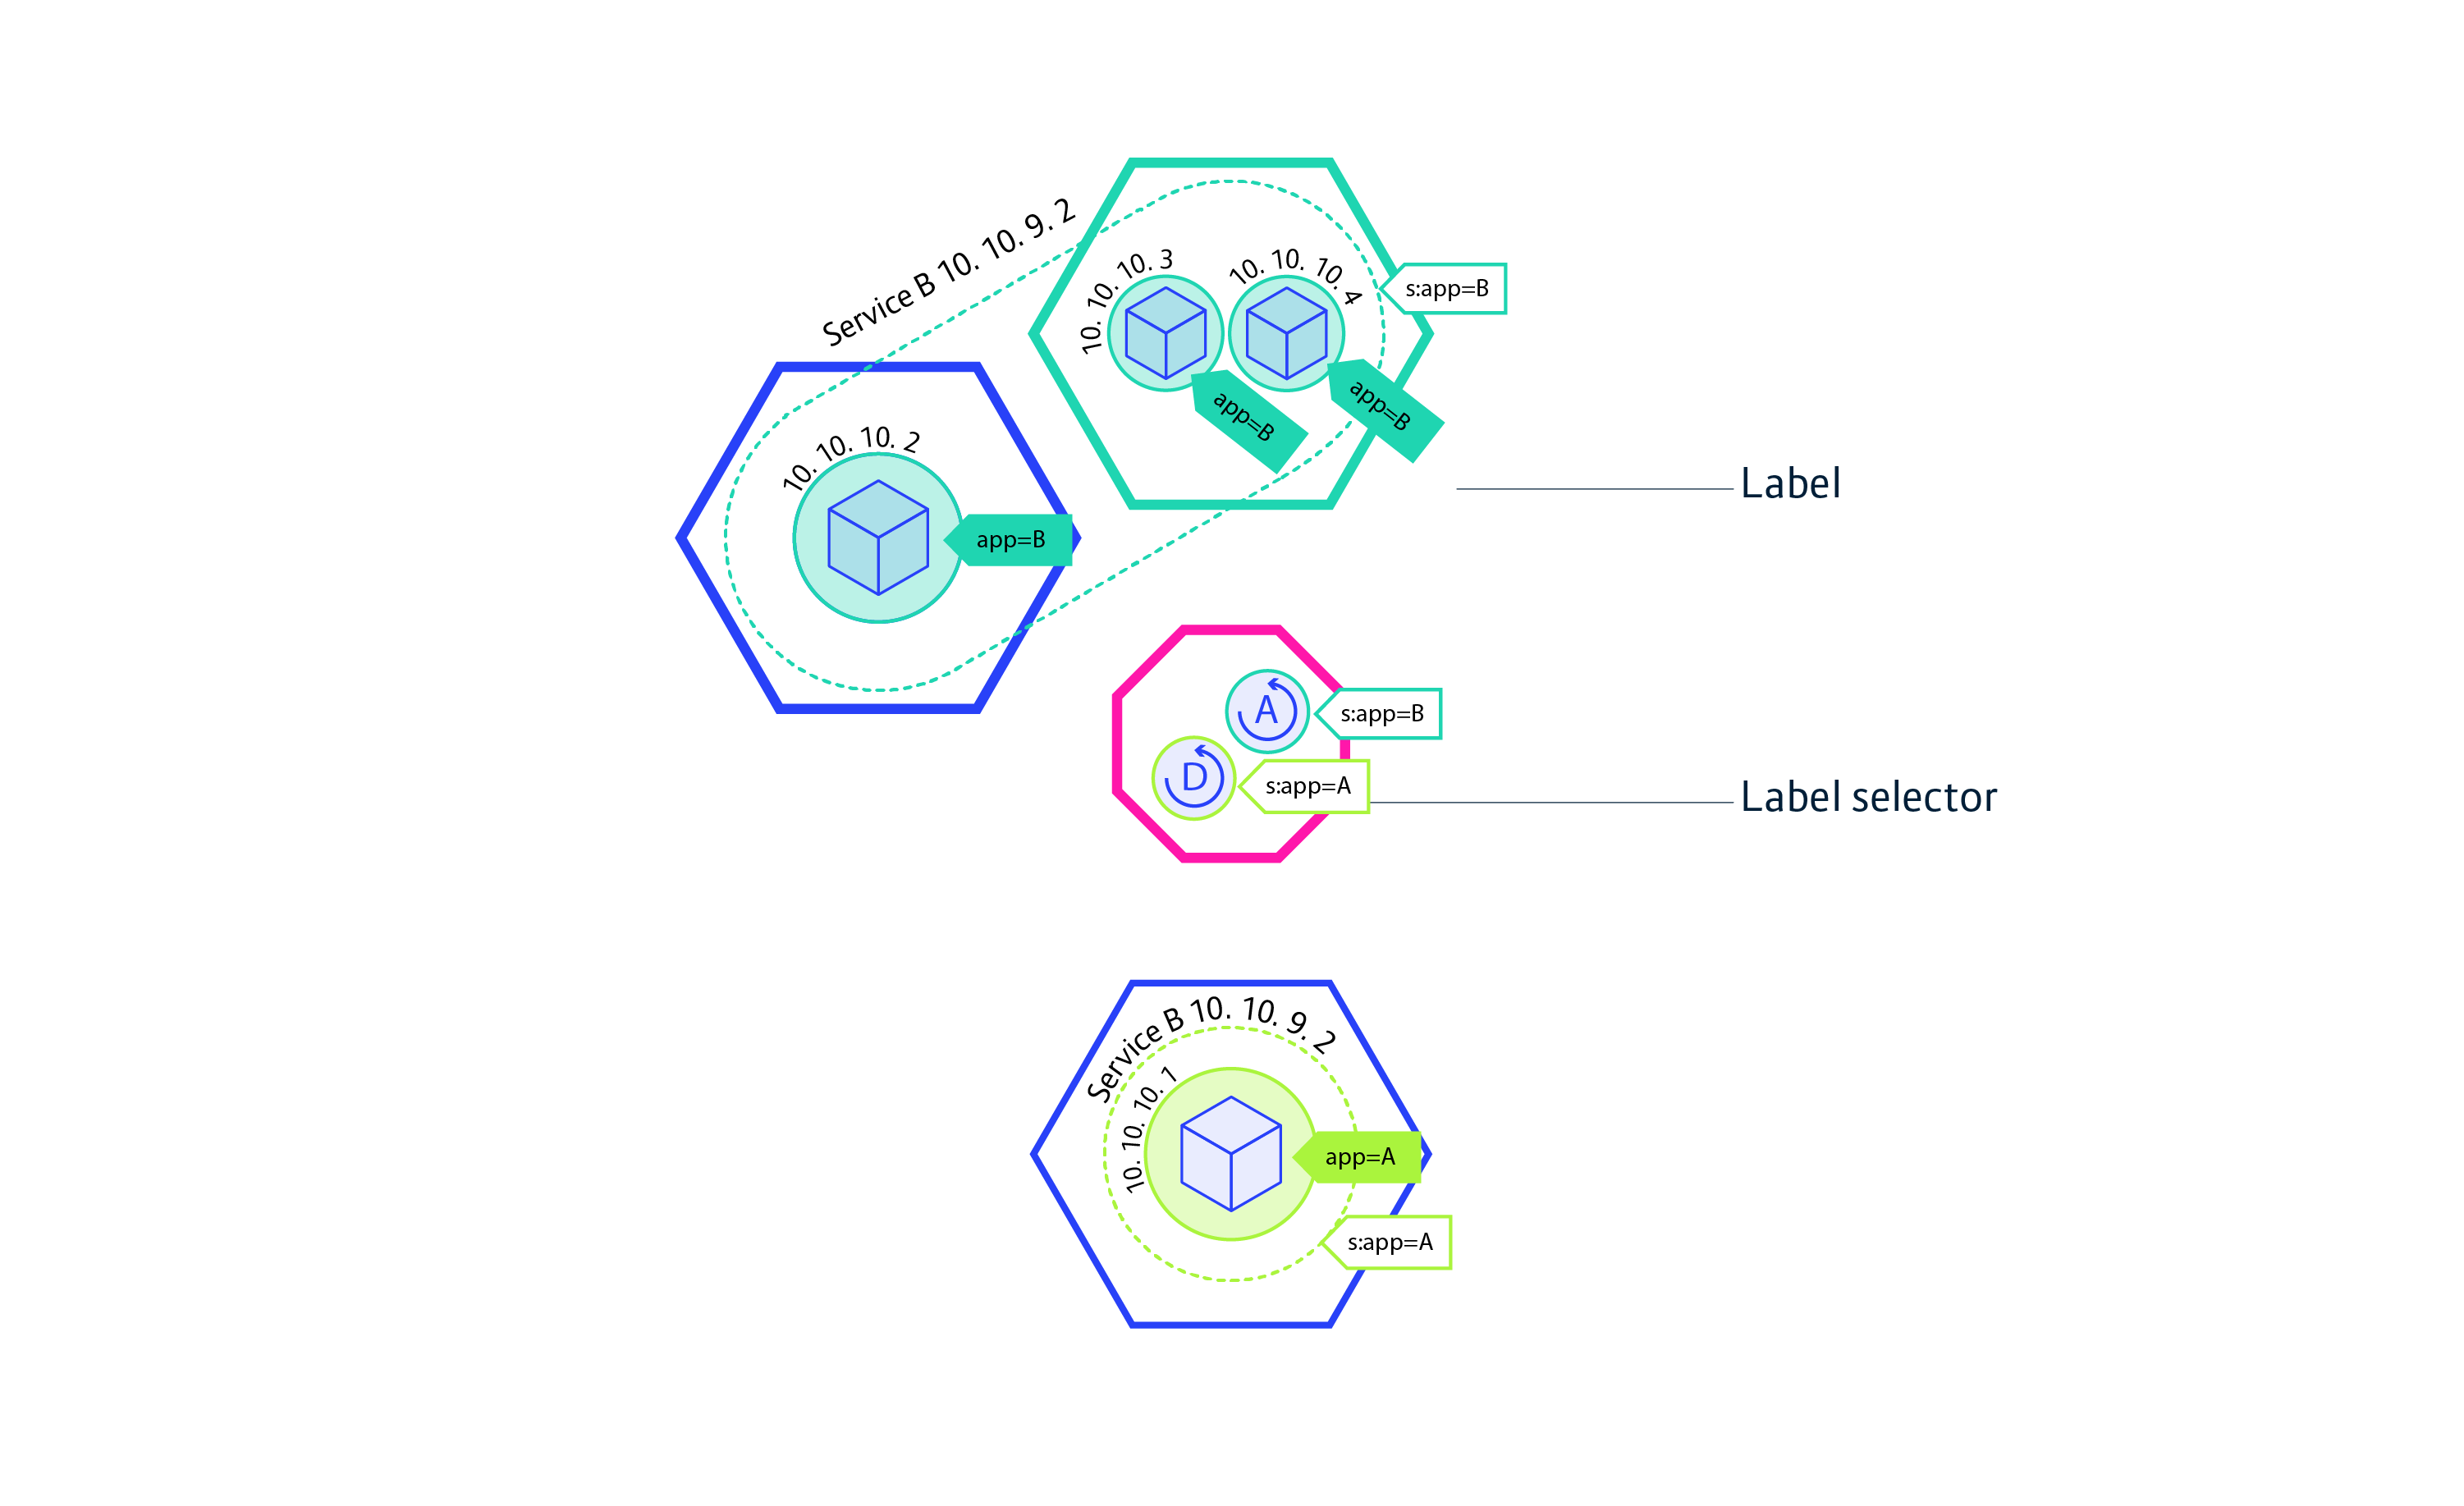 Service B 10. 10. 9. 2
10. 10. 10. 3
10. 10. 10. 4
s:app=B
app=B
app=B
10. 10. 10. 2
app=B
Label
A
s:app=B
D
s:app=A
Label selector
Service B 10. 10. 9. 2
10. 10. 10. 1
app=A
s:app=A